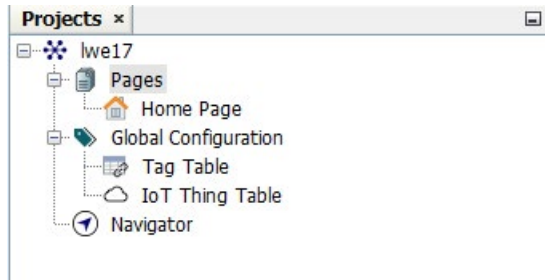 Projects ×
lwe17
Pages
Home Page
Global Configuration
Tag Table
IoT Thing Table
Navigator